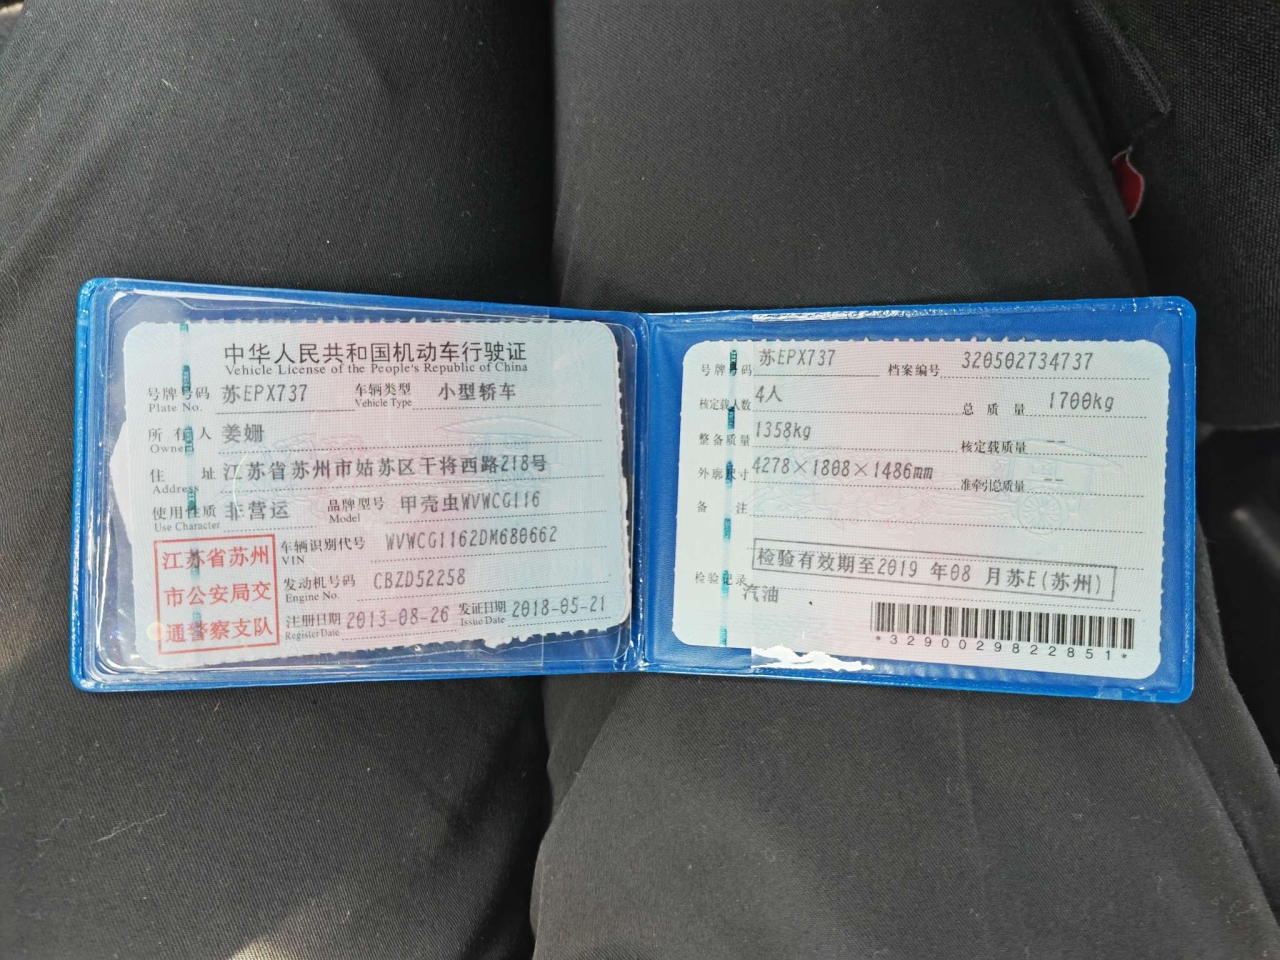 中华人民共和国机动车行驶证
Vehicle License of the People's Republic of China
号牌号码 苏EPX737 车辆类型 小型轿车
Plate No. Vehicle Type
所有人 姜姗
Owner
住址 江苏省苏州市姑苏区干将西路218号
Address
使用性质 非营运 品牌型号 甲壳虫WVWCG116
Use Character Model
江苏省苏州
市公安局交
通警察支队
车辆识别代号 WVWCG1162DM680662
VIN
发动机号码 CBZD52258
Engine No.
注册日期 2013-08-26 发证日期 2018-05-21
Register Date Issue Date
号牌号码 苏EPX737 档案编号 320502734737
核定载人数 4人 总质量 1700kg
整备质量 1358kg 核定载质量 --
外廓尺寸 4278×1808×1486mm 准牵引总质量 --
备注
检验有效期至2019 年08 月苏E(苏州)
检验记录
汽油
*3290029822851*